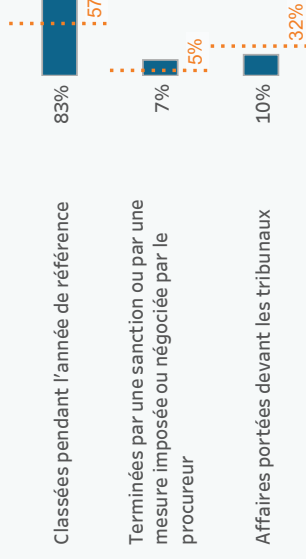 Classées pendant l'année de référence
83%
57
Terminées par une sanction ou par une
mesure imposée ou négociée par le
procureur
7%
5%
Affaires portées devant les tribunaux
10%
32%